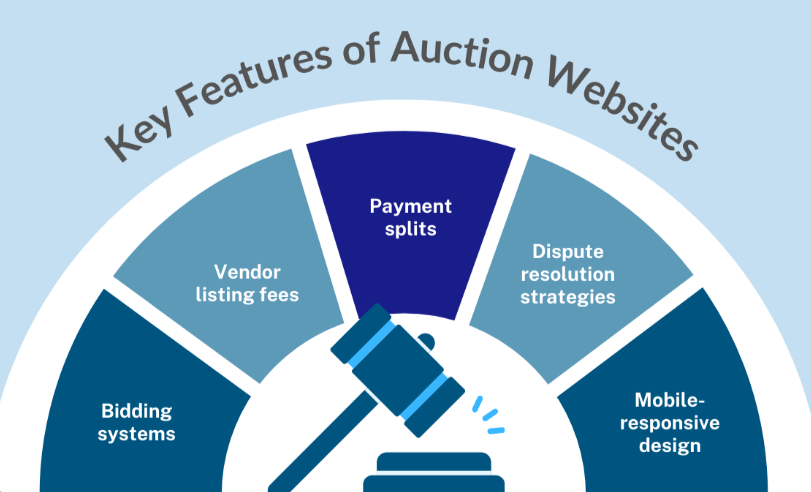 Key Features of Auction Websites
Bidding
systems
Vendor
listing fees
Payment
splits
Dispute
resolution
strategies
Mobile-
responsive
design